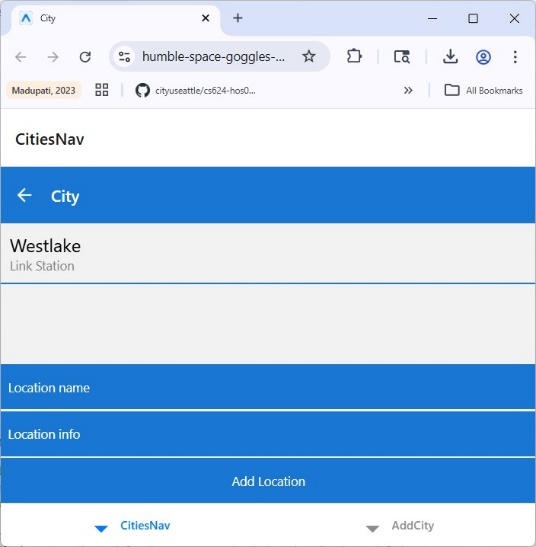 City
humble-space-goggles-...
Madupati, 2023
cityuseattle/cs624-hos0...
All Bookmarks
CitiesNav
City
Westlake
Link Station
Location name
Location info
Add Location
CitiesNav
AddCity